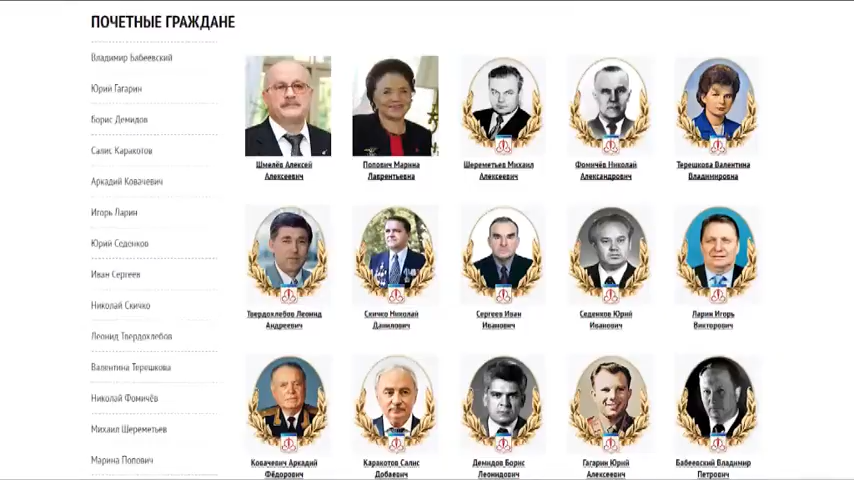 ПОЧЕТНЫЕ ГРАЖДАНЕ
Владимир Бабеевский
Юрий Гагарин
Борис Демидов
Салис Каракотов
Аркадий Ковачевич
Игорь Ларин
Юрий Седенков
Иван Сергеев
Николай Скичко
Леонид Твердохлебов
Валентина Терешкова
Николай Фомичёв
Михаил Шереметьев
Марина Попович
Шмелёв Алексей
Алексеевич
Попович Марина
Лаврентьевна
Шереметьев Михаил
Алексеевич
Фомичёв Николай
Александрович
Терешкова Валентина
Владимировна
Твердохлебов Леонид
Андреевич
Скичко Николай
Данилович
Сергеев Иван
Иванович
Седенков Юрий
Иванович
Ларин Игорь
Викторович
Ковачевич Аркадий
Фёдорович
Каракотов Салис
Добаевич
Демидов Борис
Леонидович
Гагарин Юрий
Алексеевич
Бабеевский Владимир
Петрович